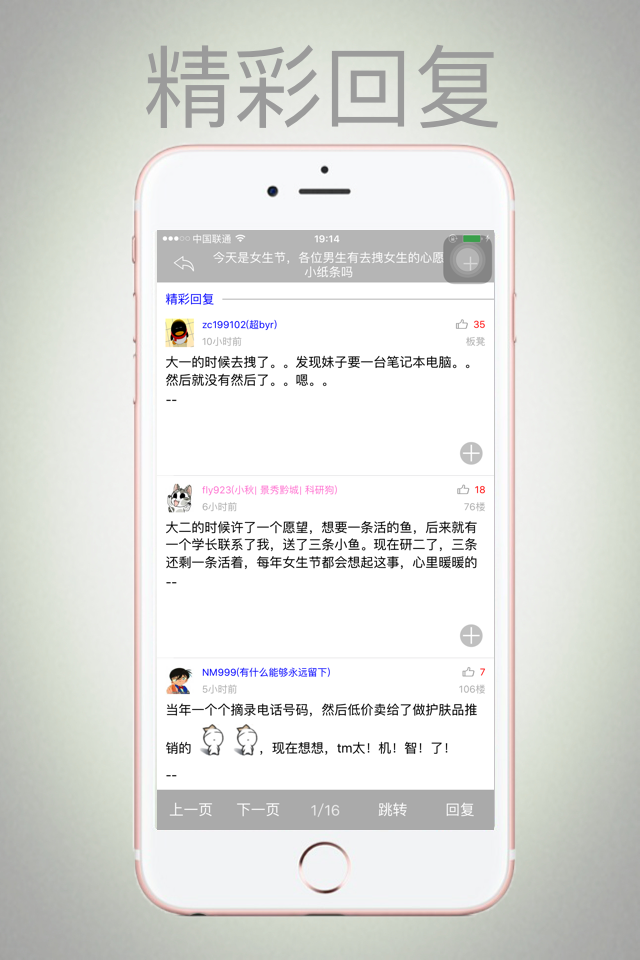 精彩回复
中国联通 19:14
今天是女生节，各位男生有去拽女生的心愿
小纸条吗
精彩回复
zc199102(超byr) 35
10小时前 板凳
大一的时候去拽了。。发现妹子要一台笔记本电脑。。
然后就没有然后了。。嗯。。
--
fly923(小秋| 景秀黔城| 科研狗) 18
6小时前 76楼
大二的时候许了一个愿望，想要一条活的鱼，后来就有
一个学长联系了我，送了三条小鱼。现在研二了，三条
还剩一条活着，每年女生节都会想起这事，心里暖暖的
--
NM999(有什么能够永远留下) 7
5小时前 106楼
当年一个个摘录电话号码，然后低价卖给了做护肤品推
销的 ，现在想想，tm太！机！智！了！
--
上一页 下一页 1/16 跳转 回复